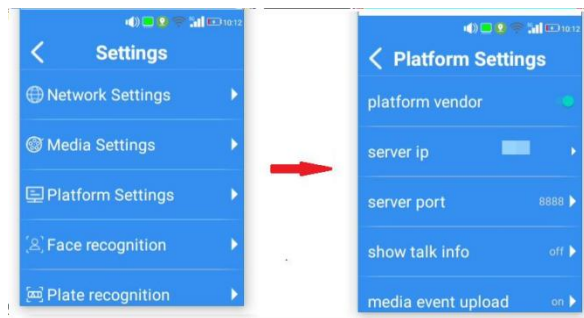 10:12
Settings
Network Settings
Media Settings
Platform Settings
Face recognition
Plate recognition
10:12
Platform Settings
platform vendor
server ip
server port 8888
show talk info off
media event upload on